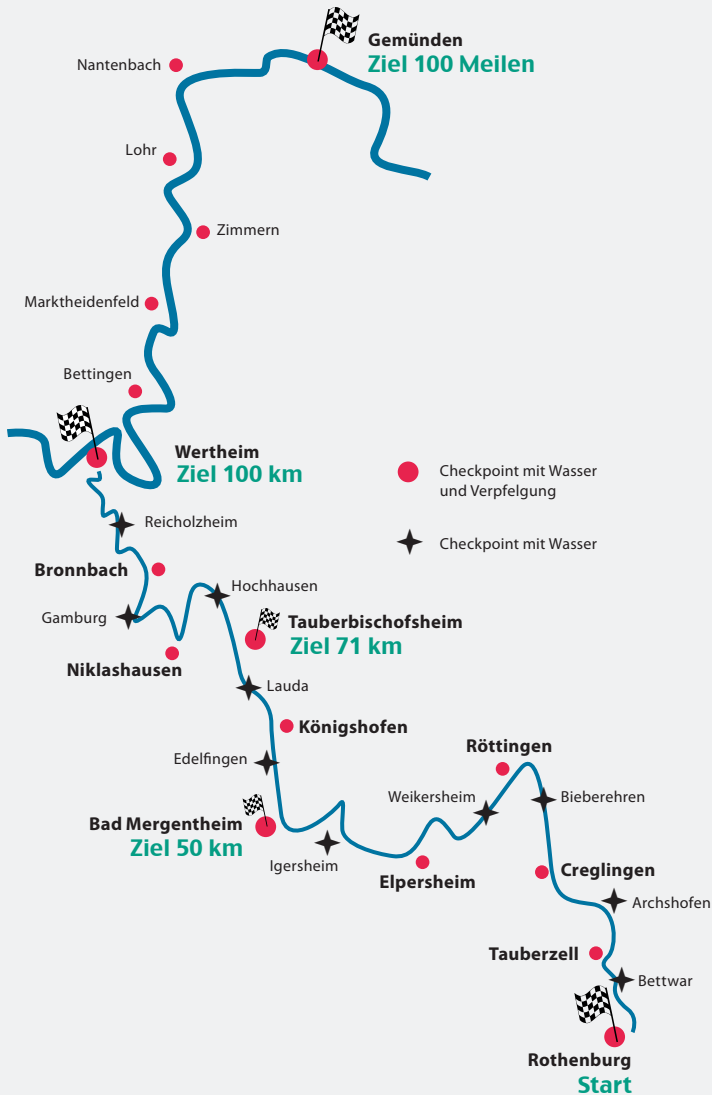 Gemünden
Ziel 100 Meilen
Nantenbach
Lohr
Zimmern
Marktheidenfeld
Bettingen
Wertheim
Ziel 100 km
Checkpoint mit Wasser
und Verpfelgung
Checkpoint mit Wasser
Reicholzheim
Bronnbach
Hochhausen
Gamburg
Tauberbischofsheim
Ziel 71 km
Niklashausen
Lauda
Königshofen
Edelfingen
Röttingen
Weikersheim
Bieberehren
Bad Mergentheim
Ziel 50 km
Igersheim
Elpersheim
Creglingen
Archshofen
Tauberzell
Bettwar
Rothenburg
Start